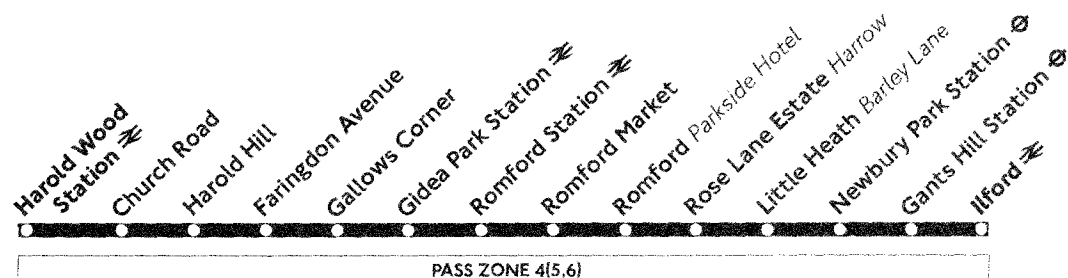 Harold Wood
Station
Church Road
Harold Hill
Faringdon Avenue
Gallows Corner
Gidea Park Station
Romford Station
Romford Market
Romford Parkside Hotel
Rose Lane Estate Harrow
Little Heath Barley Lane
Newbury Park Station
Gants Hill Station
Ilford
PASS ZONE 4(5,6)